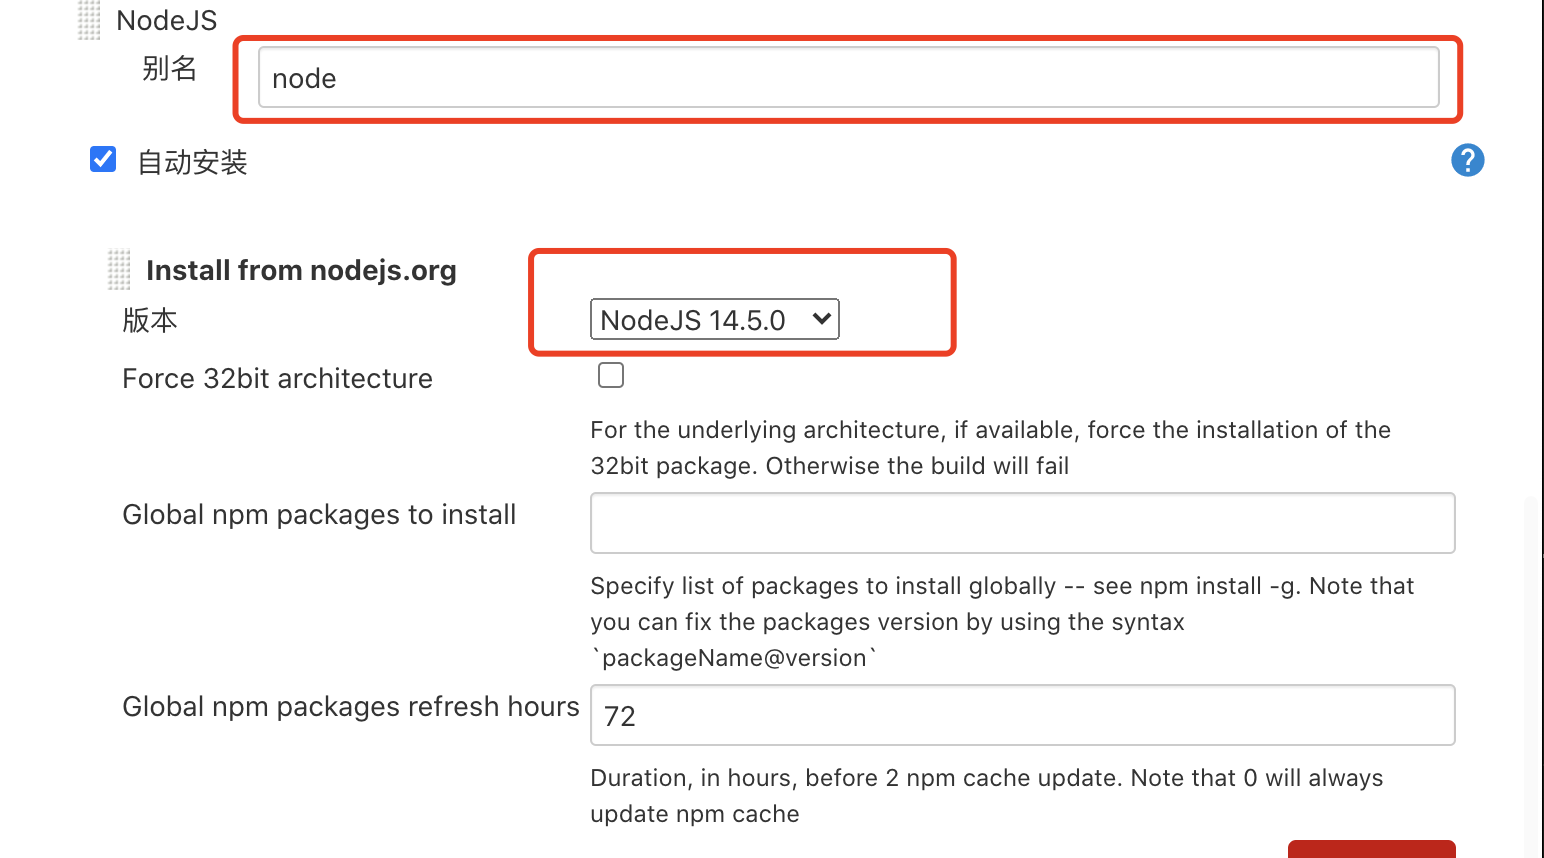 NodeJS
别名
node
自动安装
?
Install from nodejs.org
版本
NodeJS 14.5.0
Force 32bit architecture
For the underlying architecture, if available, force the installation of the
32bit package. Otherwise the build will fail
Global npm packages to install
Specify list of packages to install globally -- see npm install -g. Note that
you can fix the packages version by using the syntax
`packageName@version`
Global npm packages refresh hours
72
Duration, in hours, before 2 npm cache update. Note that 0 will always
update npm cache